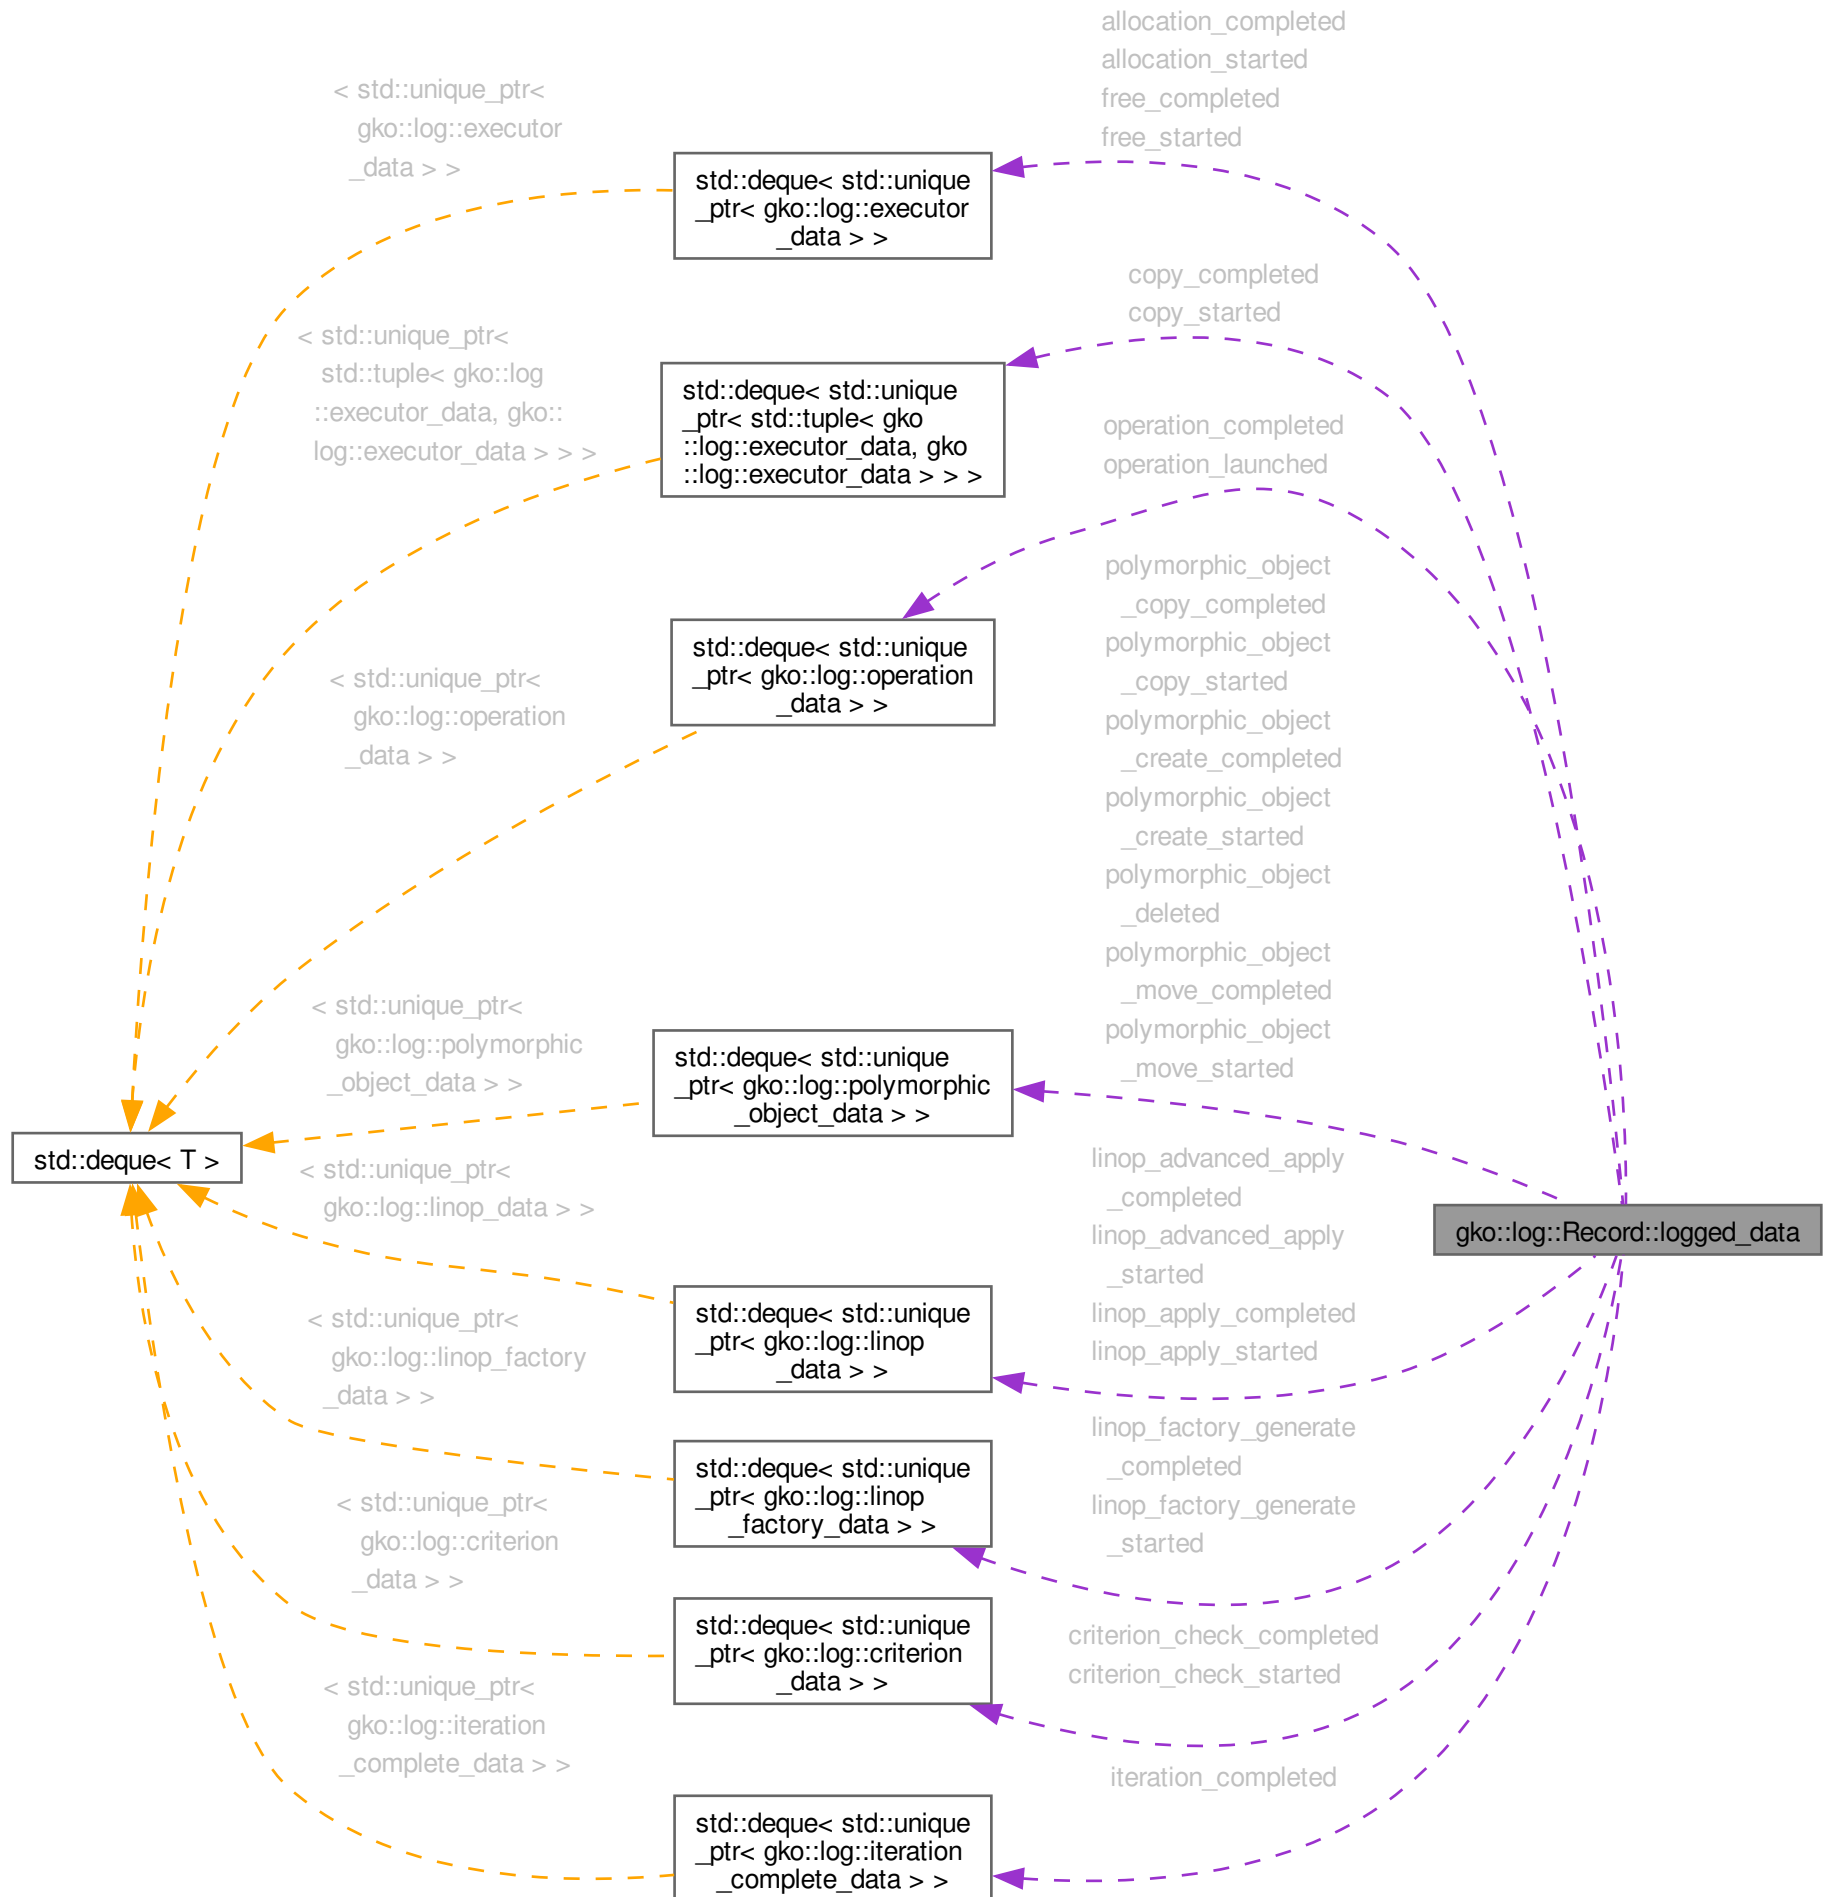 allocation_completed
allocation_started
free_completed
free_started
< std::unique_ptr<
gko::log::executor
_data > >
std::deque< std::unique
_ptr< gko::log::executor
_data > >
copy_completed
copy_started
< std::unique_ptr<
std::tuple< gko::log
::executor_data, gko::
log::executor_data > > >
std::deque< std::unique
_ptr< std::tuple< gko
::log::executor_data, gko
::log::executor_data > > >
operation_completed
operation_launched
< std::unique_ptr<
gko::log::operation
_data > >
std::deque< std::unique
_ptr< gko::log::operation
_data > >
polymorphic_object
_copy_completed
polymorphic_object
_copy_started
polymorphic_object
_create_completed
polymorphic_object
_create_started
polymorphic_object
_deleted
polymorphic_object
_move_completed
polymorphic_object
_move_started
< std::unique_ptr<
gko::log::polymorphic
_object_data > >
std::deque< std::unique
_ptr< gko::log::polymorphic
_object_data > >
std::deque< T >
< std::unique_ptr<
gko::log::linop_data > >
linop_advanced_apply
_completed
linop_advanced_apply
_started
linop_apply_completed
linop_apply_started
gko::log::Record::logged_data
std::deque< std::unique
_ptr< gko::log::linop
_data > >
< std::unique_ptr<
gko::log::linop_factory
_data > >
linop_factory_generate
_completed
linop_factory_generate
_started
std::deque< std::unique
_ptr< gko::log::linop
_factory_data > >
< std::unique_ptr<
gko::log::criterion
_data > >
std::deque< std::unique
_ptr< gko::log::criterion
_data > >
criterion_check_completed
criterion_check_started
< std::unique_ptr<
gko::log::iteration
_complete_data > >
iteration_completed
std::deque< std::unique
_ptr< gko::log::iteration
_complete_data > >